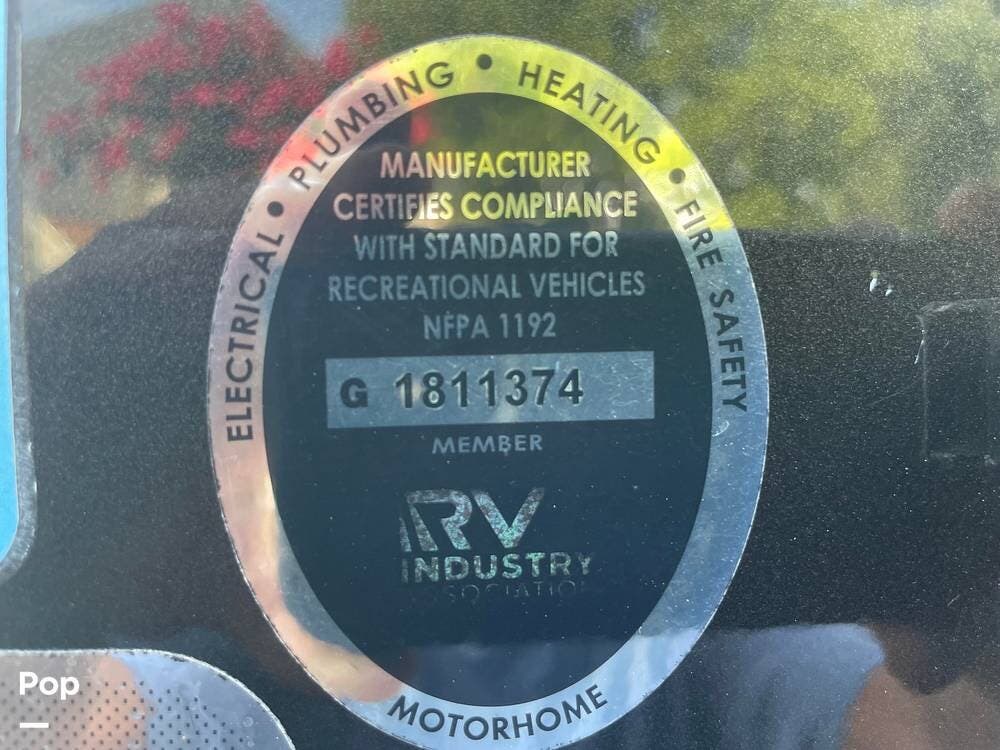 ELECTRICAL • PLUMBING • HEATING • FIRE SAFETY
MANUFACTURER
CERTIFIES COMPLIANCE
WITH STANDARD FOR
RECREATIONAL VEHICLES
NFPA 1192
G 1811374
MEMBER
RV
INDUSTRY
ASSOCIATION
MOTORHOME
Pop